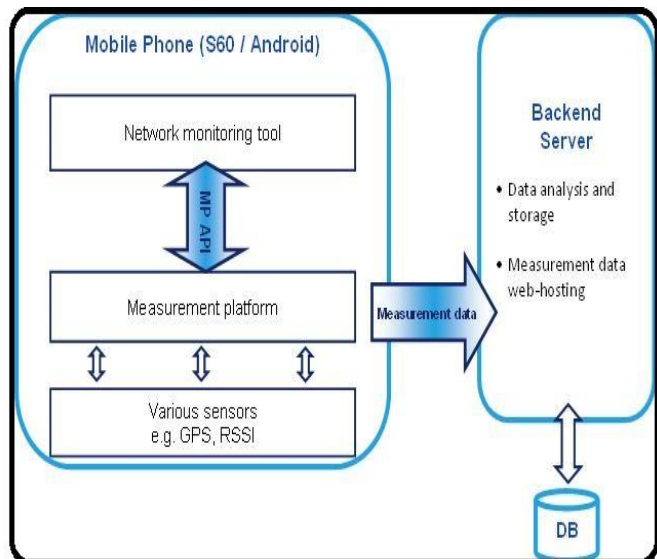 Mobile Phone (S60 / Android)
Network monitoring tool
MP API
Measurement platform
Various sensors
e.g. GPS, RSSI
Measurement data
Backend
Server
• Data analysis and
storage
• Measurement data
web-hosting
DB